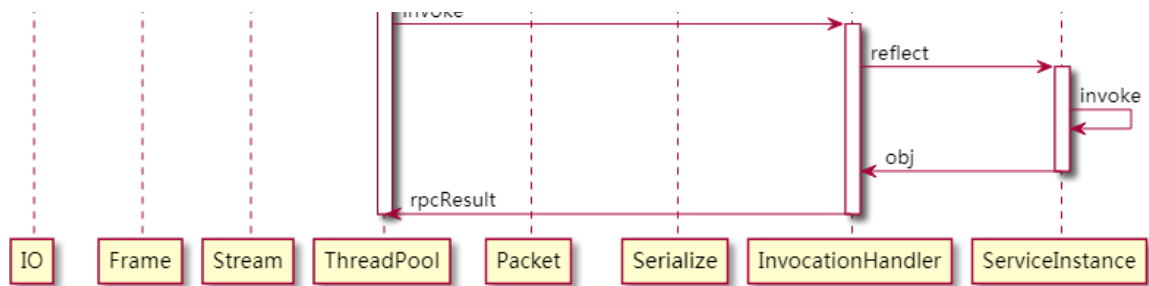 invoke
reflect
invoke
obj
rpcResult
IO Frame Stream ThreadPool Packet Serialize InvocationHandler ServiceInstance